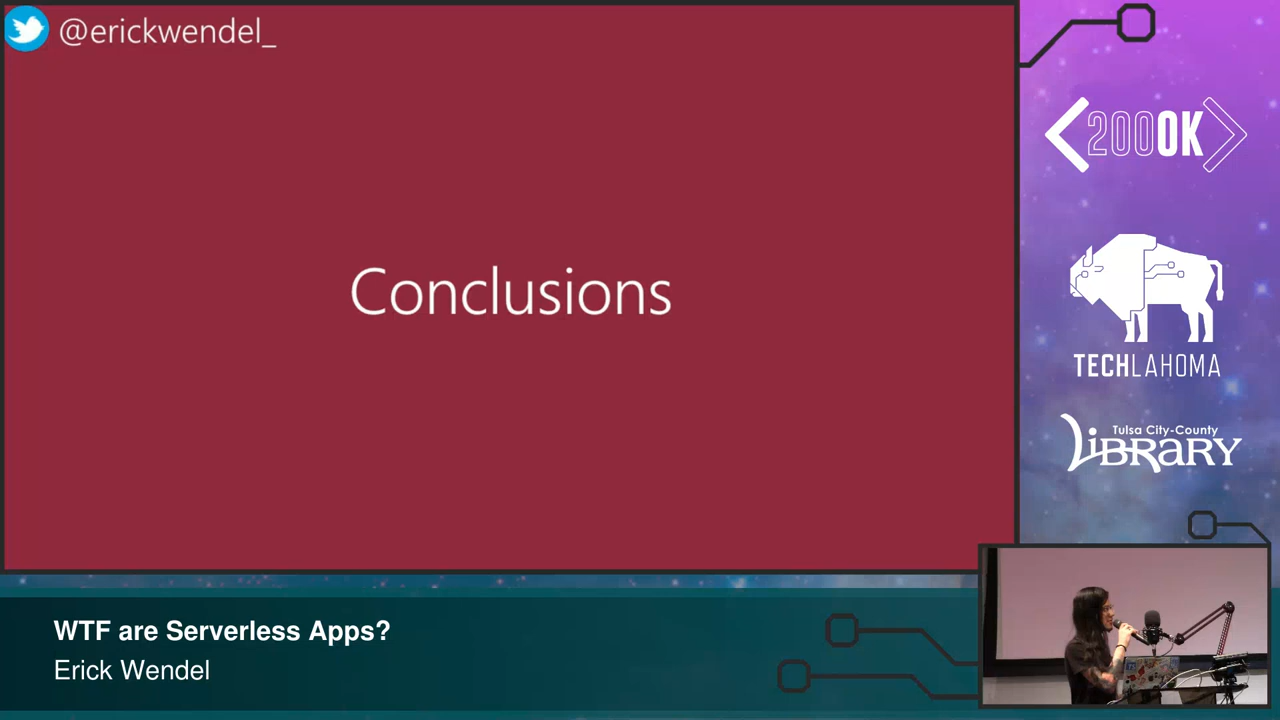 @erickwendel_
Conclusions
200OK
TECHLAHOMA
Tulsa City-County
LIBRARY
WTF are Serverless Apps?
Erick Wendel